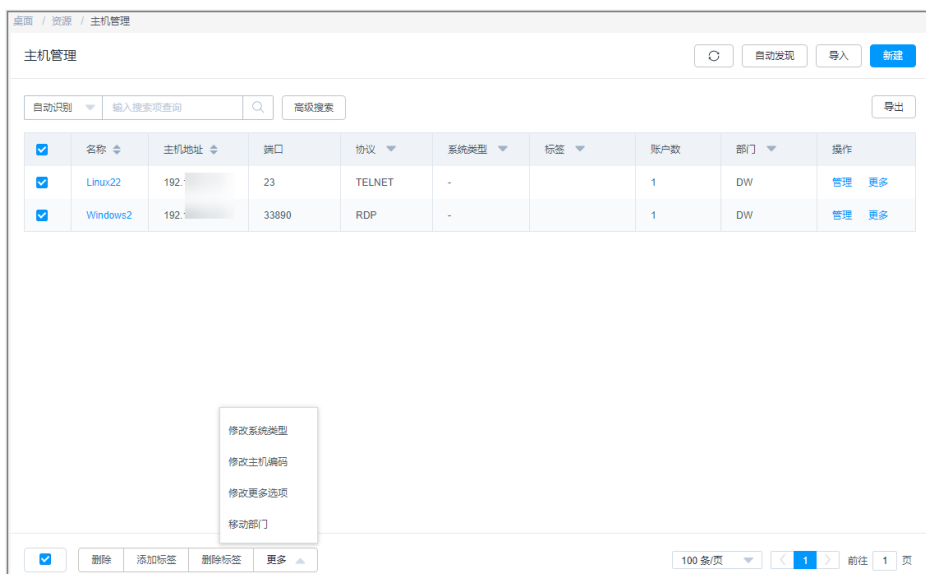 桌面 / 资源 / 主机管理
主机管理 自动发现 导入 新建
自动识别 输入搜索项查询 高级搜索 导出
名称 主机地址 端口 协议 系统类型 标签 账户数 部门 操作
Linux22 192. 23 TELNET - 1 DW 管理 更多
Windows2 192. 33890 RDP - 1 DW 管理 更多
修改系统类型
修改主机编码
修改更多选项
移动部门
删除 添加标签 删除标签 更多 100 条/页 1 前往 1 页